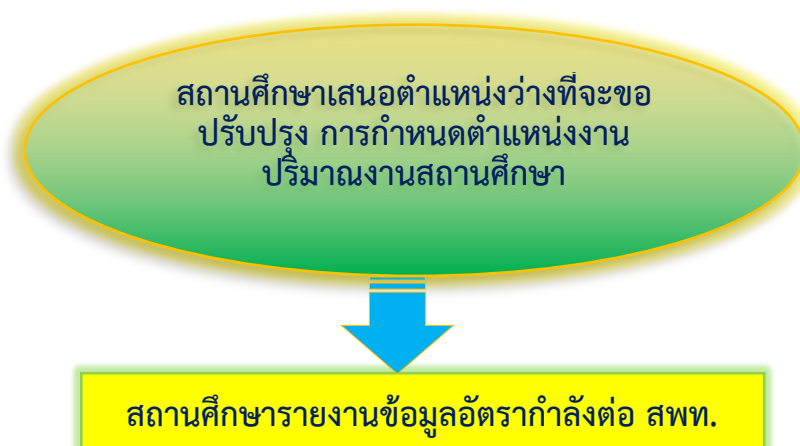 สถานศึกษาเสนอตำแหน่งว่างที่จะขอ
ปรับปรุง การกำหนดตำแหน่งงาน
ปริมาณงานสถานศึกษา
สถานศึกษารายงานข้อมูลอัตรากำลังต่อ สพท.